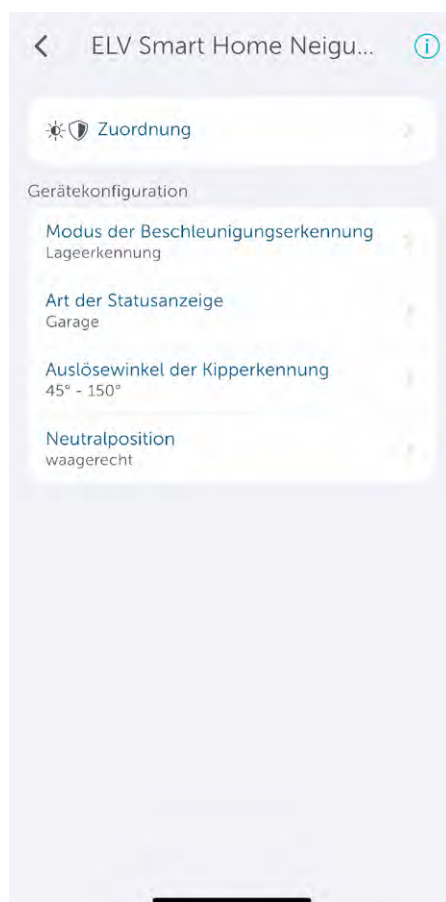 ELV Smart Home Neigu...
Zuordnung
Gerätekonfiguration
Modus der Beschleunigungserkennung
Lageerkennung
Art der Statusanzeige
Garage
Auslösewinkel der Kipperkennung
45° - 150°
Neutralposition
waagerecht